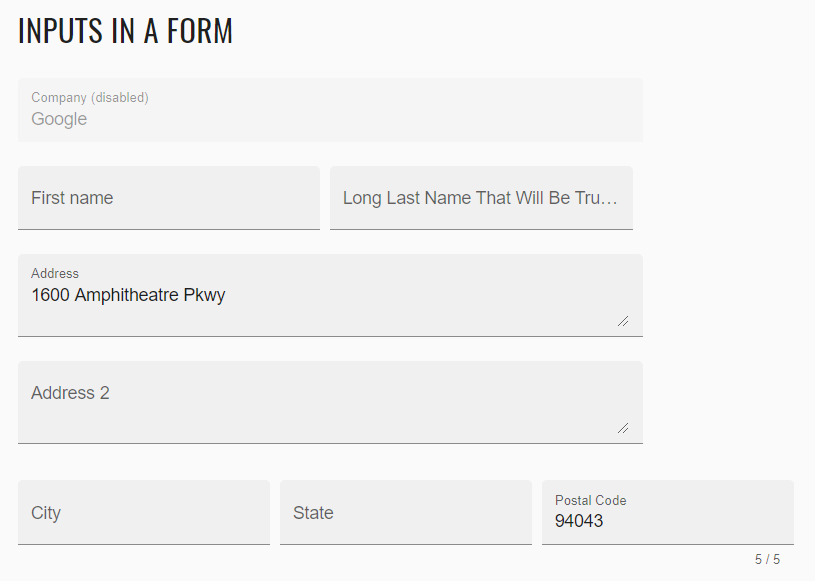 INPUTS IN A FORM
Company (disabled)
Google
First name
Long Last Name That Will Be Tru…
Address
1600 Amphitheatre Pkwy
Address 2
City
State
Postal Code
94043
5 / 5